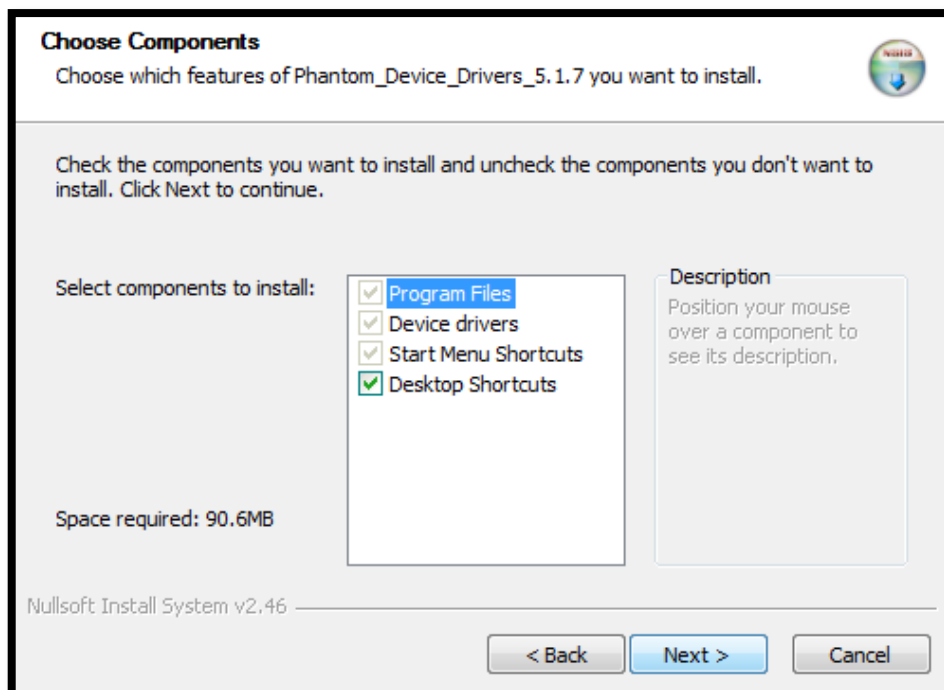 Choose Components
Choose which features of Phantom_Device_Drivers_5.1.7 you want to install.
Check the components you want to install and uncheck the components you don't want to
install. Click Next to continue.
Select components to install:
Program Files
Device drivers
Start Menu Shortcuts
Desktop Shortcuts
Description
Position your mouse
over a component to
see its description.
Space required: 90.6MB
Nullsoft Install System v2.46
< Back
Next >
Cancel